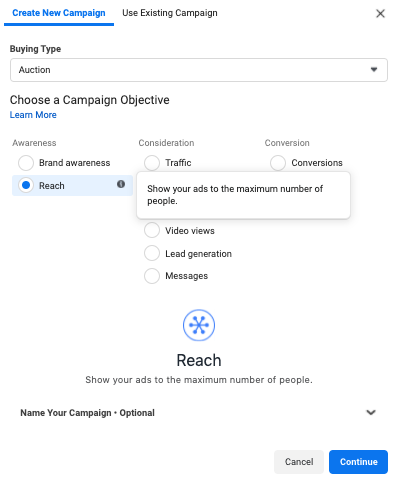 Create New Campaign Use Existing Campaign
Buying Type
Auction
Choose a Campaign Objective
Learn More
Awareness Consideration Conversion
Brand awareness Traffic Conversions
Reach
Show your ads to the maximum number of
people.
Video views
Lead generation
Messages
Reach
Show your ads to the maximum number of people.
Name Your Campaign • Optional
Cancel Continue